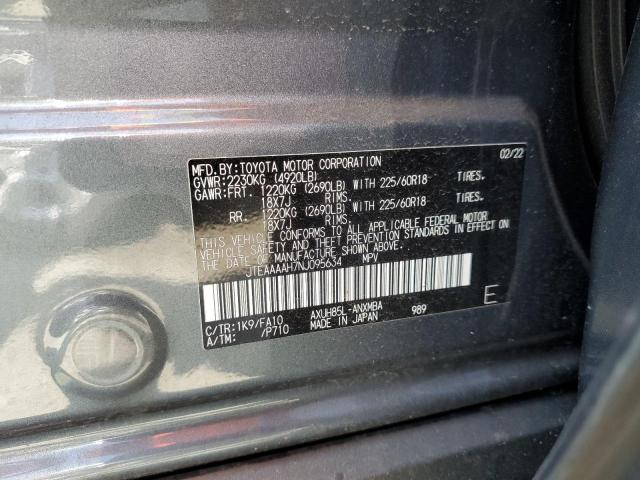 MFD.BY:TOYOTA MOTOR CORPORATION 02/22
GVWR:2230KG (4920LB)
GAWR:FRT. 1220KG (2690LB) WITH 225/60R18 TIRES.
18X7J RIMS.
RR. 1220KG (2690LB) WITH 225/60R18 TIRES.
18X7J RIMS.
THIS VEHICLE CONFORMS TO ALL APPLICABLE FEDERAL MOTOR
VEHICLE SAFETY AND THEFT PREVENTION STANDARDS IN EFFECT
ON THE DATE OF MANUFACTURE SHOWN ABOVE.
JTEAAAAH7NJ095634 MPV
C/TR:1K9/FA10 AXUH85L-ANXMBA 989 E
A/TM: /P710 MADE IN JAPAN